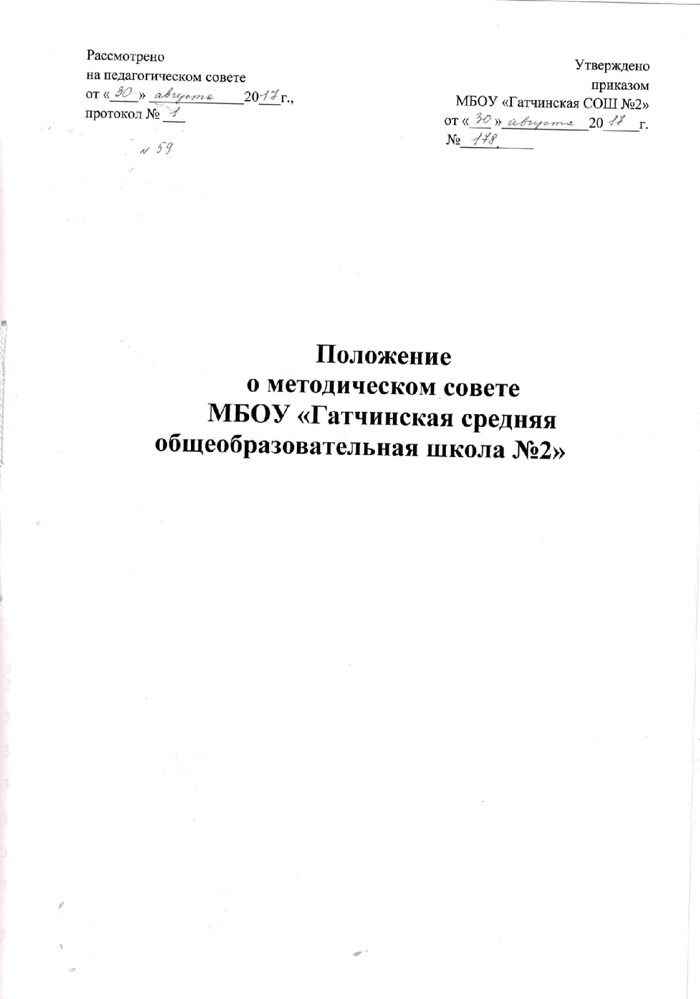 Рассмотрено
на педагогическом совете
от «30» августа 2017г.,
протокол № 1
№ 59
Утверждено
приказом
МБОУ «Гатчинская СОШ №2»
от «30» августа 2017 г.
№ 178
Положение
о методическом совете
МБОУ «Гатчинская средняя
общеобразовательная школа №2»